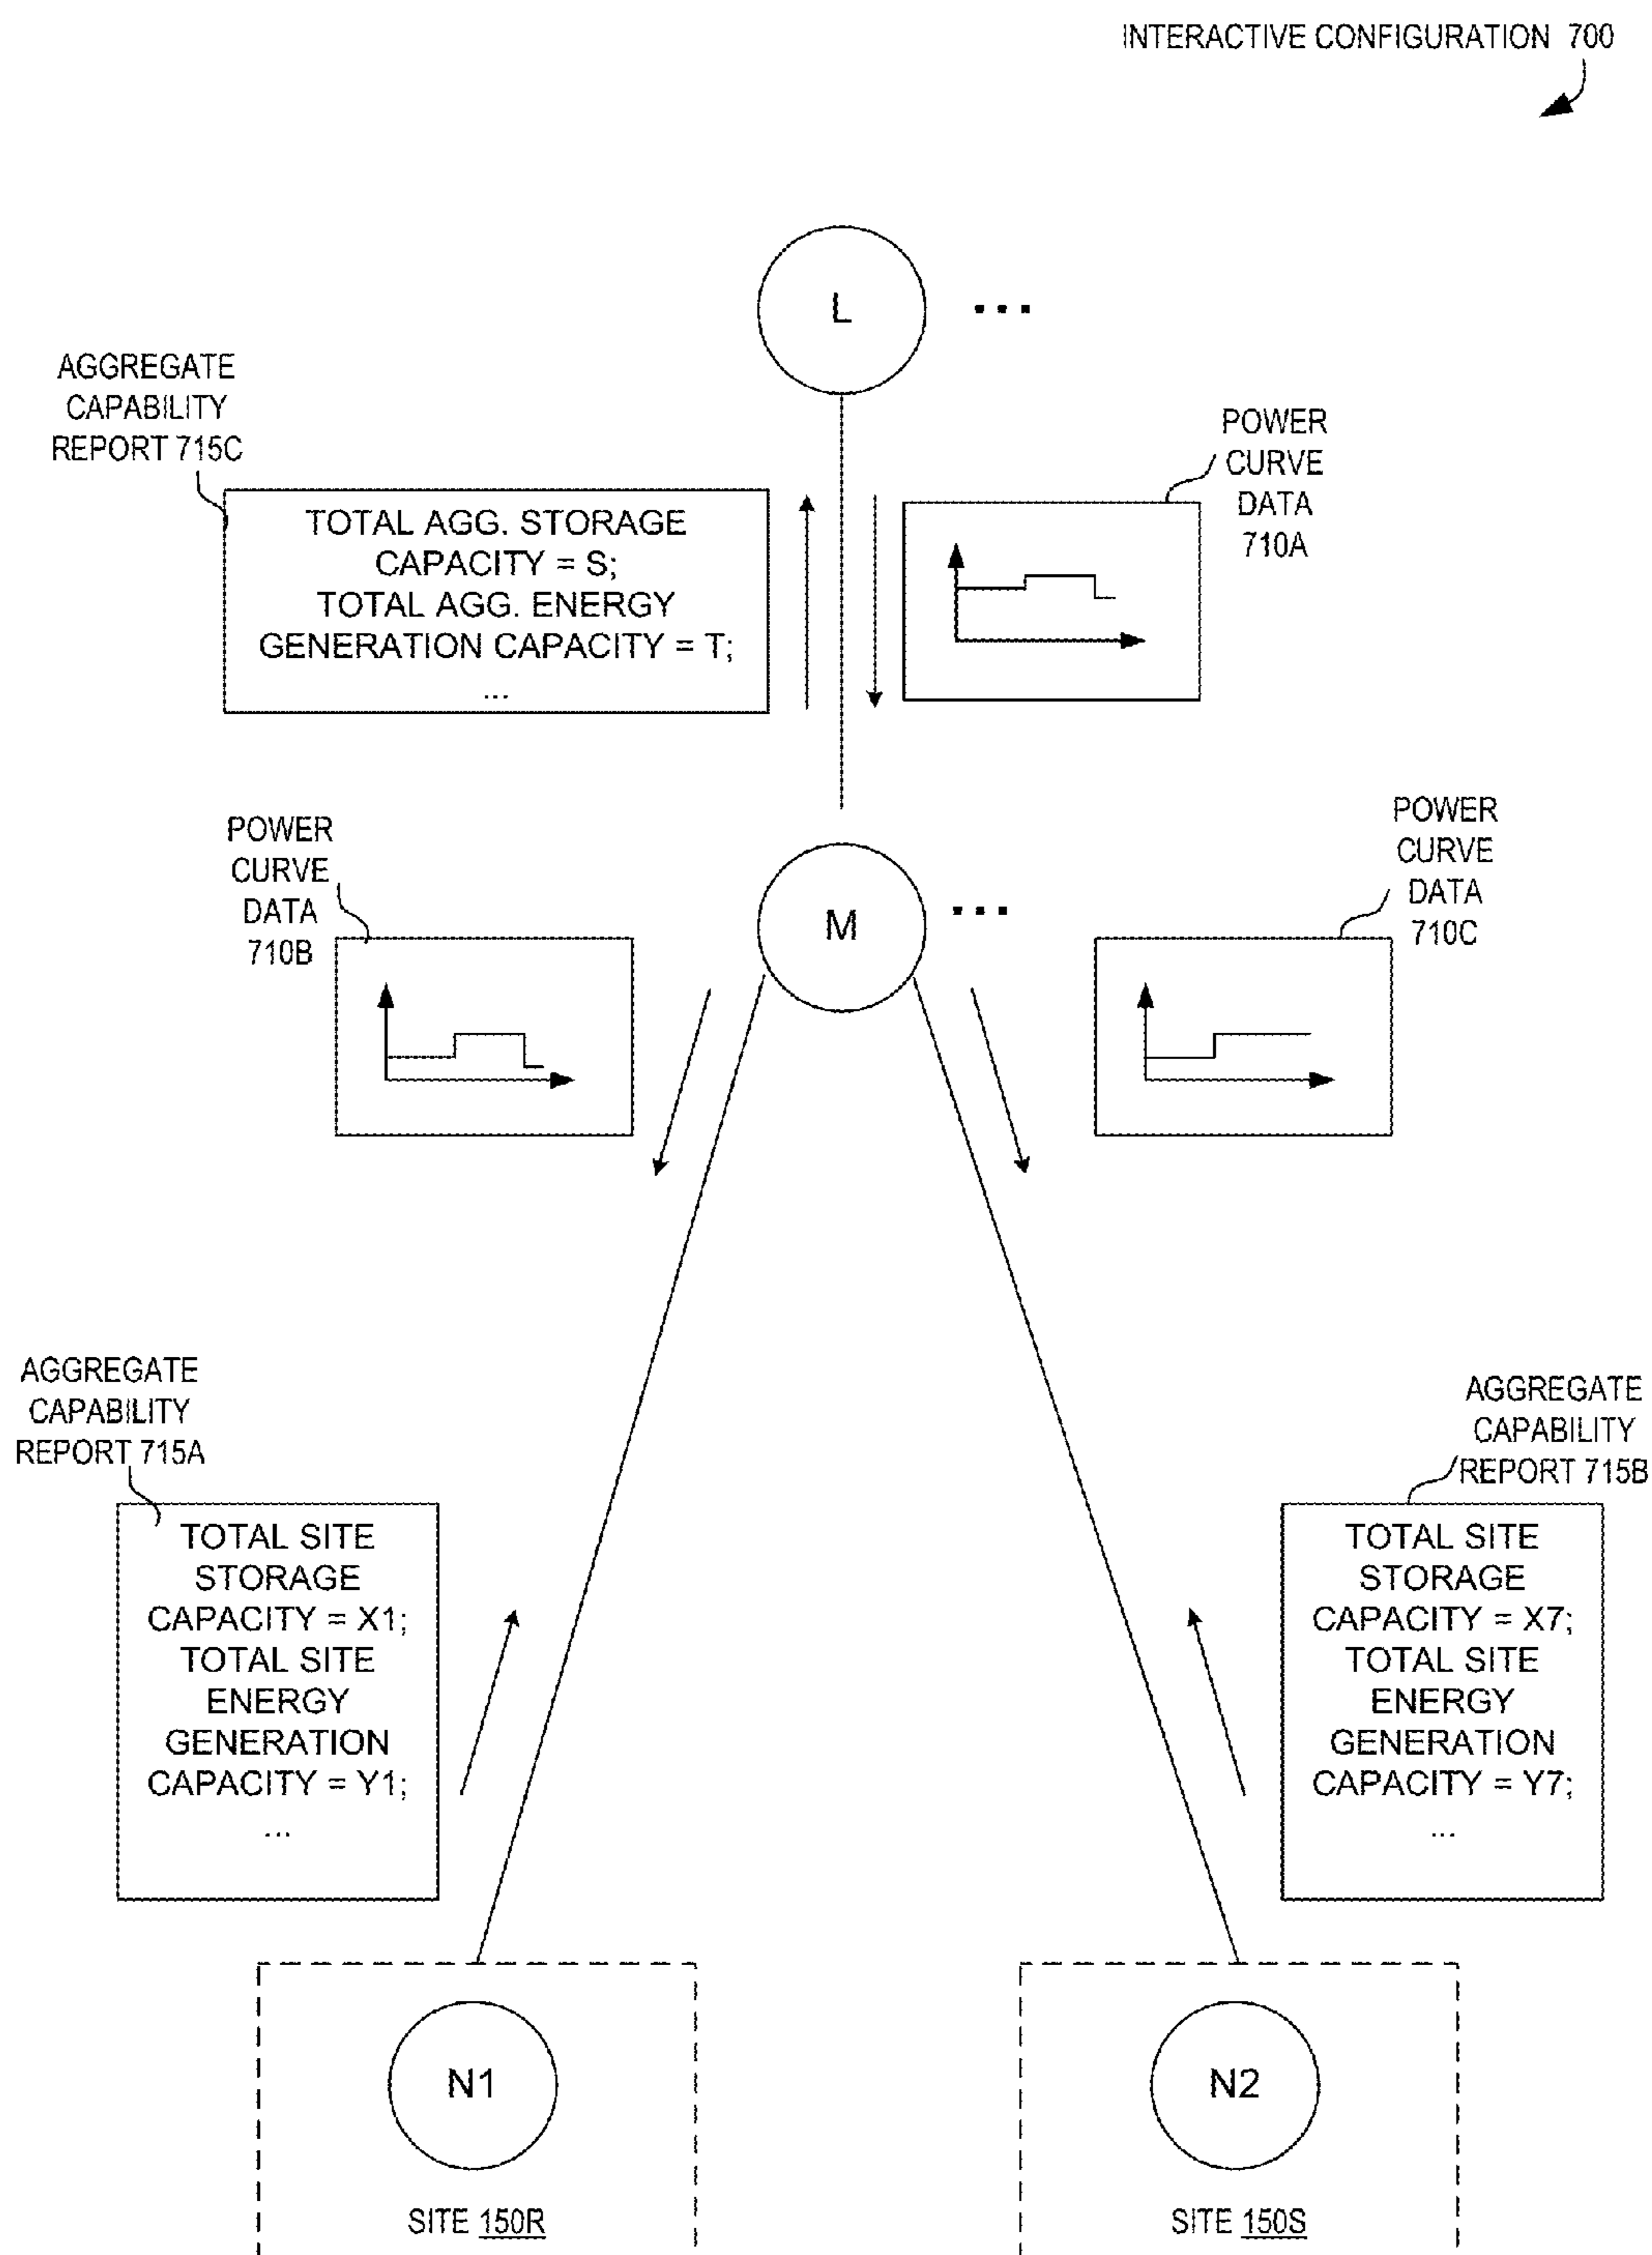 INTERACTIVE CONFIGURATION 700
L
...
AGGREGATE
CAPABILITY
REPORT 715C
TOTAL AGG. STORAGE
CAPACITY = S;
TOTAL AGG. ENERGY
GENERATION CAPACITY = T;
...
POWER
CURVE
DATA
710A
POWER
CURVE
DATA
710B
M
...
POWER
CURVE
DATA
710C
AGGREGATE
CAPABILITY
REPORT 715A
TOTAL SITE
STORAGE
CAPACITY = X1;
TOTAL SITE
ENERGY
GENERATION
CAPACITY = Y1;
...
AGGREGATE
CAPABILITY
REPORT 715B
TOTAL SITE
STORAGE
CAPACITY = X7;
TOTAL SITE
ENERGY
GENERATION
CAPACITY = Y7;
...
N1
SITE 150R
N2
SITE 150S